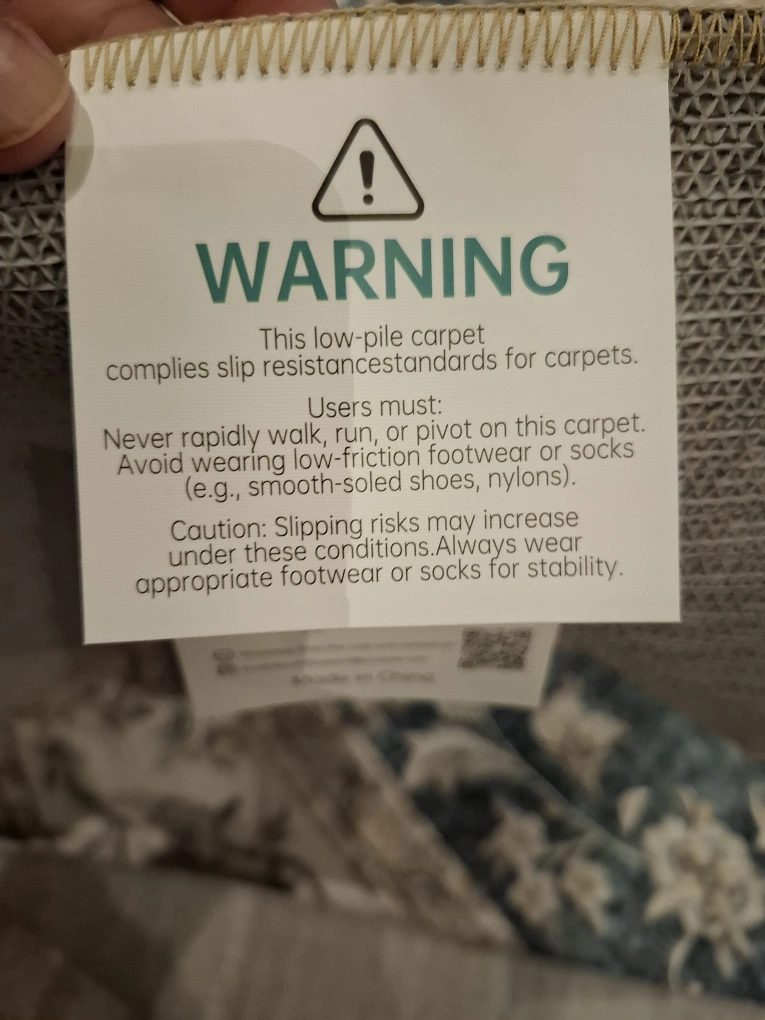 WARNING
This low-pile carpet
complies slip resistancestandards for carpets.
Users must:
Never rapidly walk, run, or pivot on this carpet.
Avoid wearing low-friction footwear or socks
(e.g., smooth-soled shoes, nylons).
Caution: Slipping risks may increase
under these conditions.Always wear
appropriate footwear or socks for stability.
Made in China